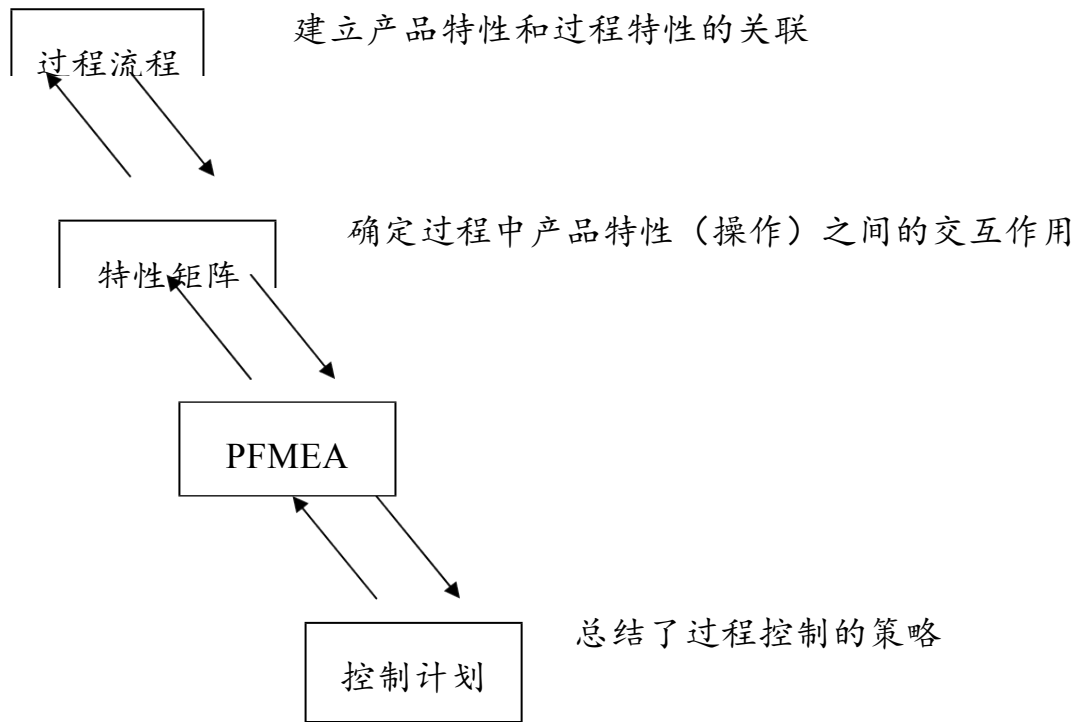 建立产品特性和过程特性的关联
过程流程
确定过程中产品特性（操作）之间的交互作用
特性矩阵
PFMEA
总结了过程控制的策略
控制计划